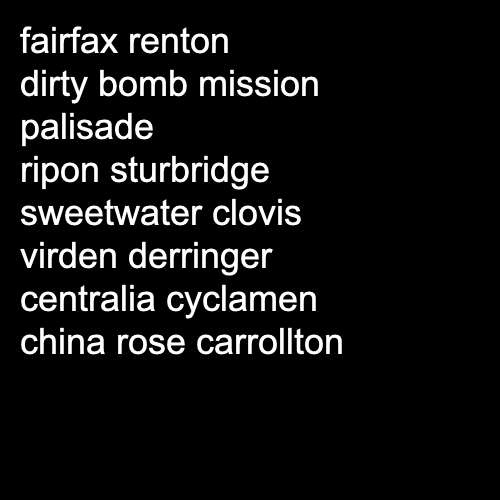 fairfax renton
dirty bomb mission
palisade
ripon sturbridge
sweetwater clovis
virden derringer
centralia cyclamen
china rose carrollton